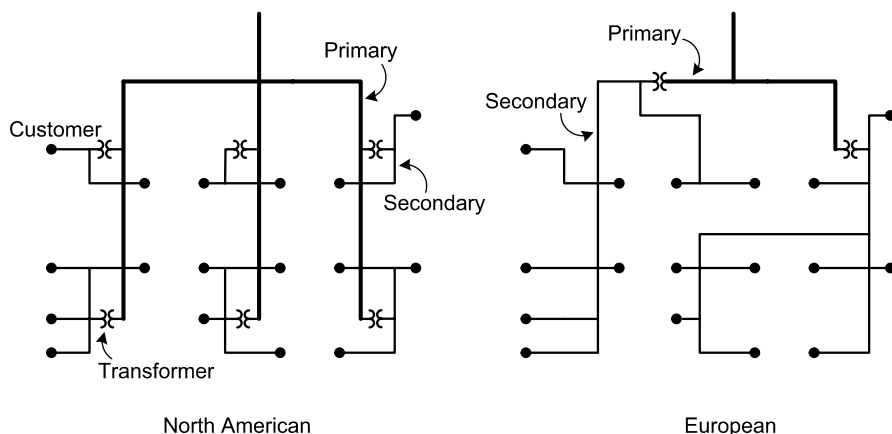 Primary
Customer
Secondary
Transformer
North American
Primary
Secondary
European